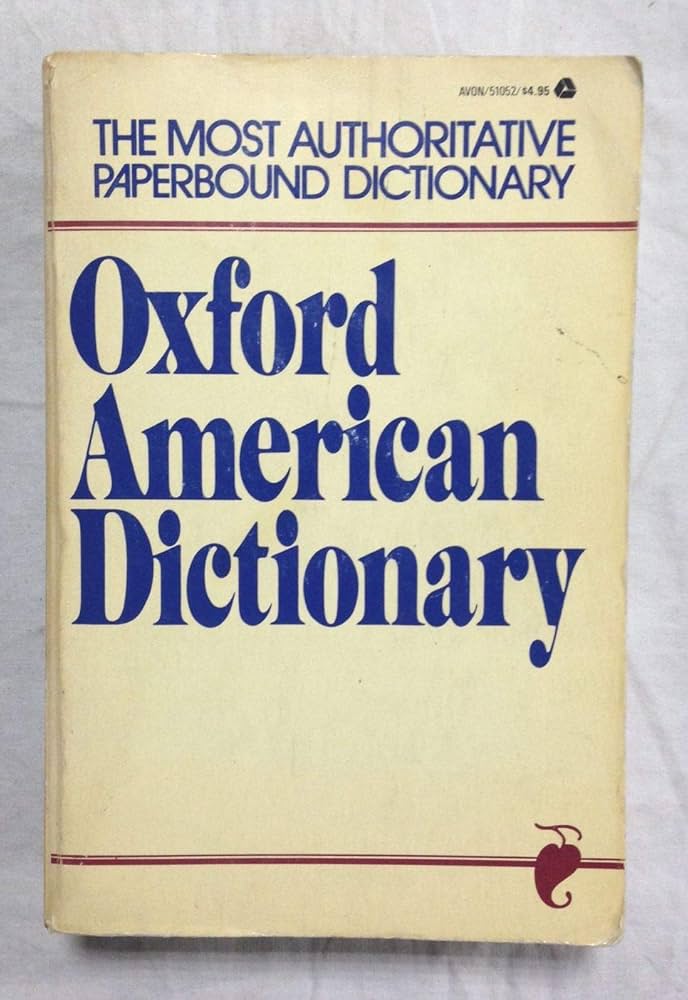 AVON/51052/$4.95
THE MOST AUTHORITATIVE
PAPERBOUND DICTIONARY
Oxford
American
Dictionary